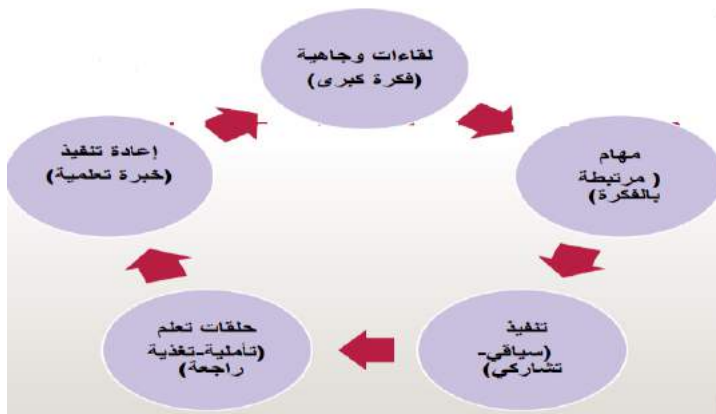 لقاءات وجاهية
(فكرة كبرى)
مهام
( مرتبطة
بالفكرة)
تنفيذ
(سياقي-
تشاركي)
حلقات تعلم
(تأملية-تغذية
راجعة)
إعادة تنفيذ
(خبرة تعلمية)